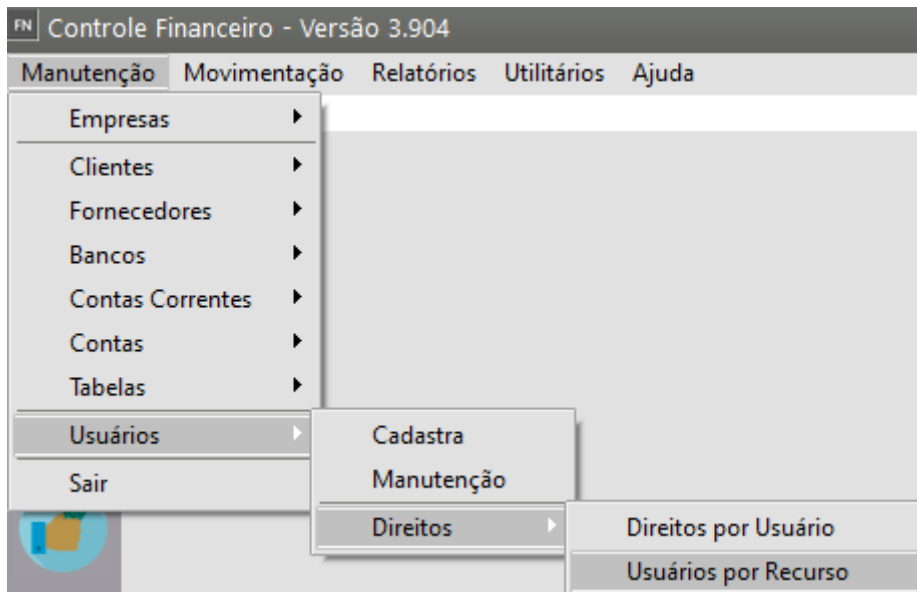 FN Controle Financeiro - Versão 3.904
Manutenção Movimentação Relatórios Utilitários Ajuda
Empresas
Clientes
Fornecedores
Bancos
Contas Correntes
Contas
Tabelas
Usuários
Sair
Cadastra
Manutenção
Direitos
Direitos por Usuário
Usuários por Recurso